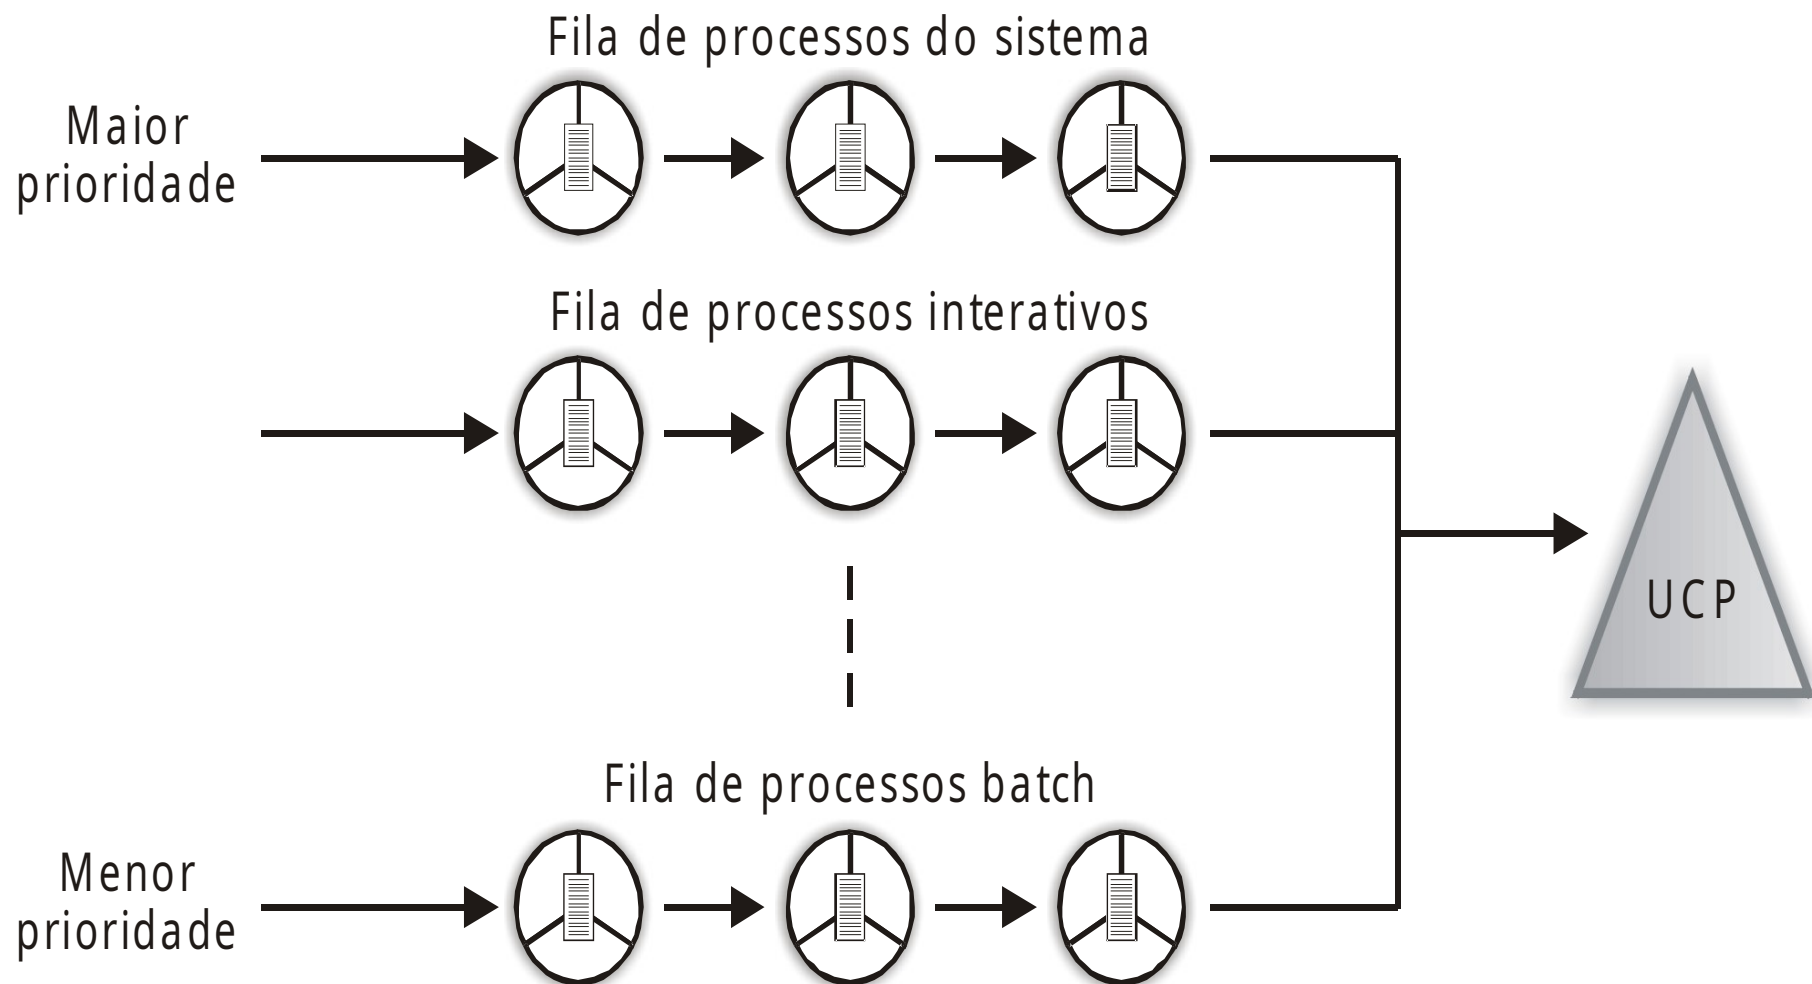 Fila de processos do sistema
Maior
prioridade
Fila de processos interativos
UCP
Fila de processos batch
Menor
prioridade